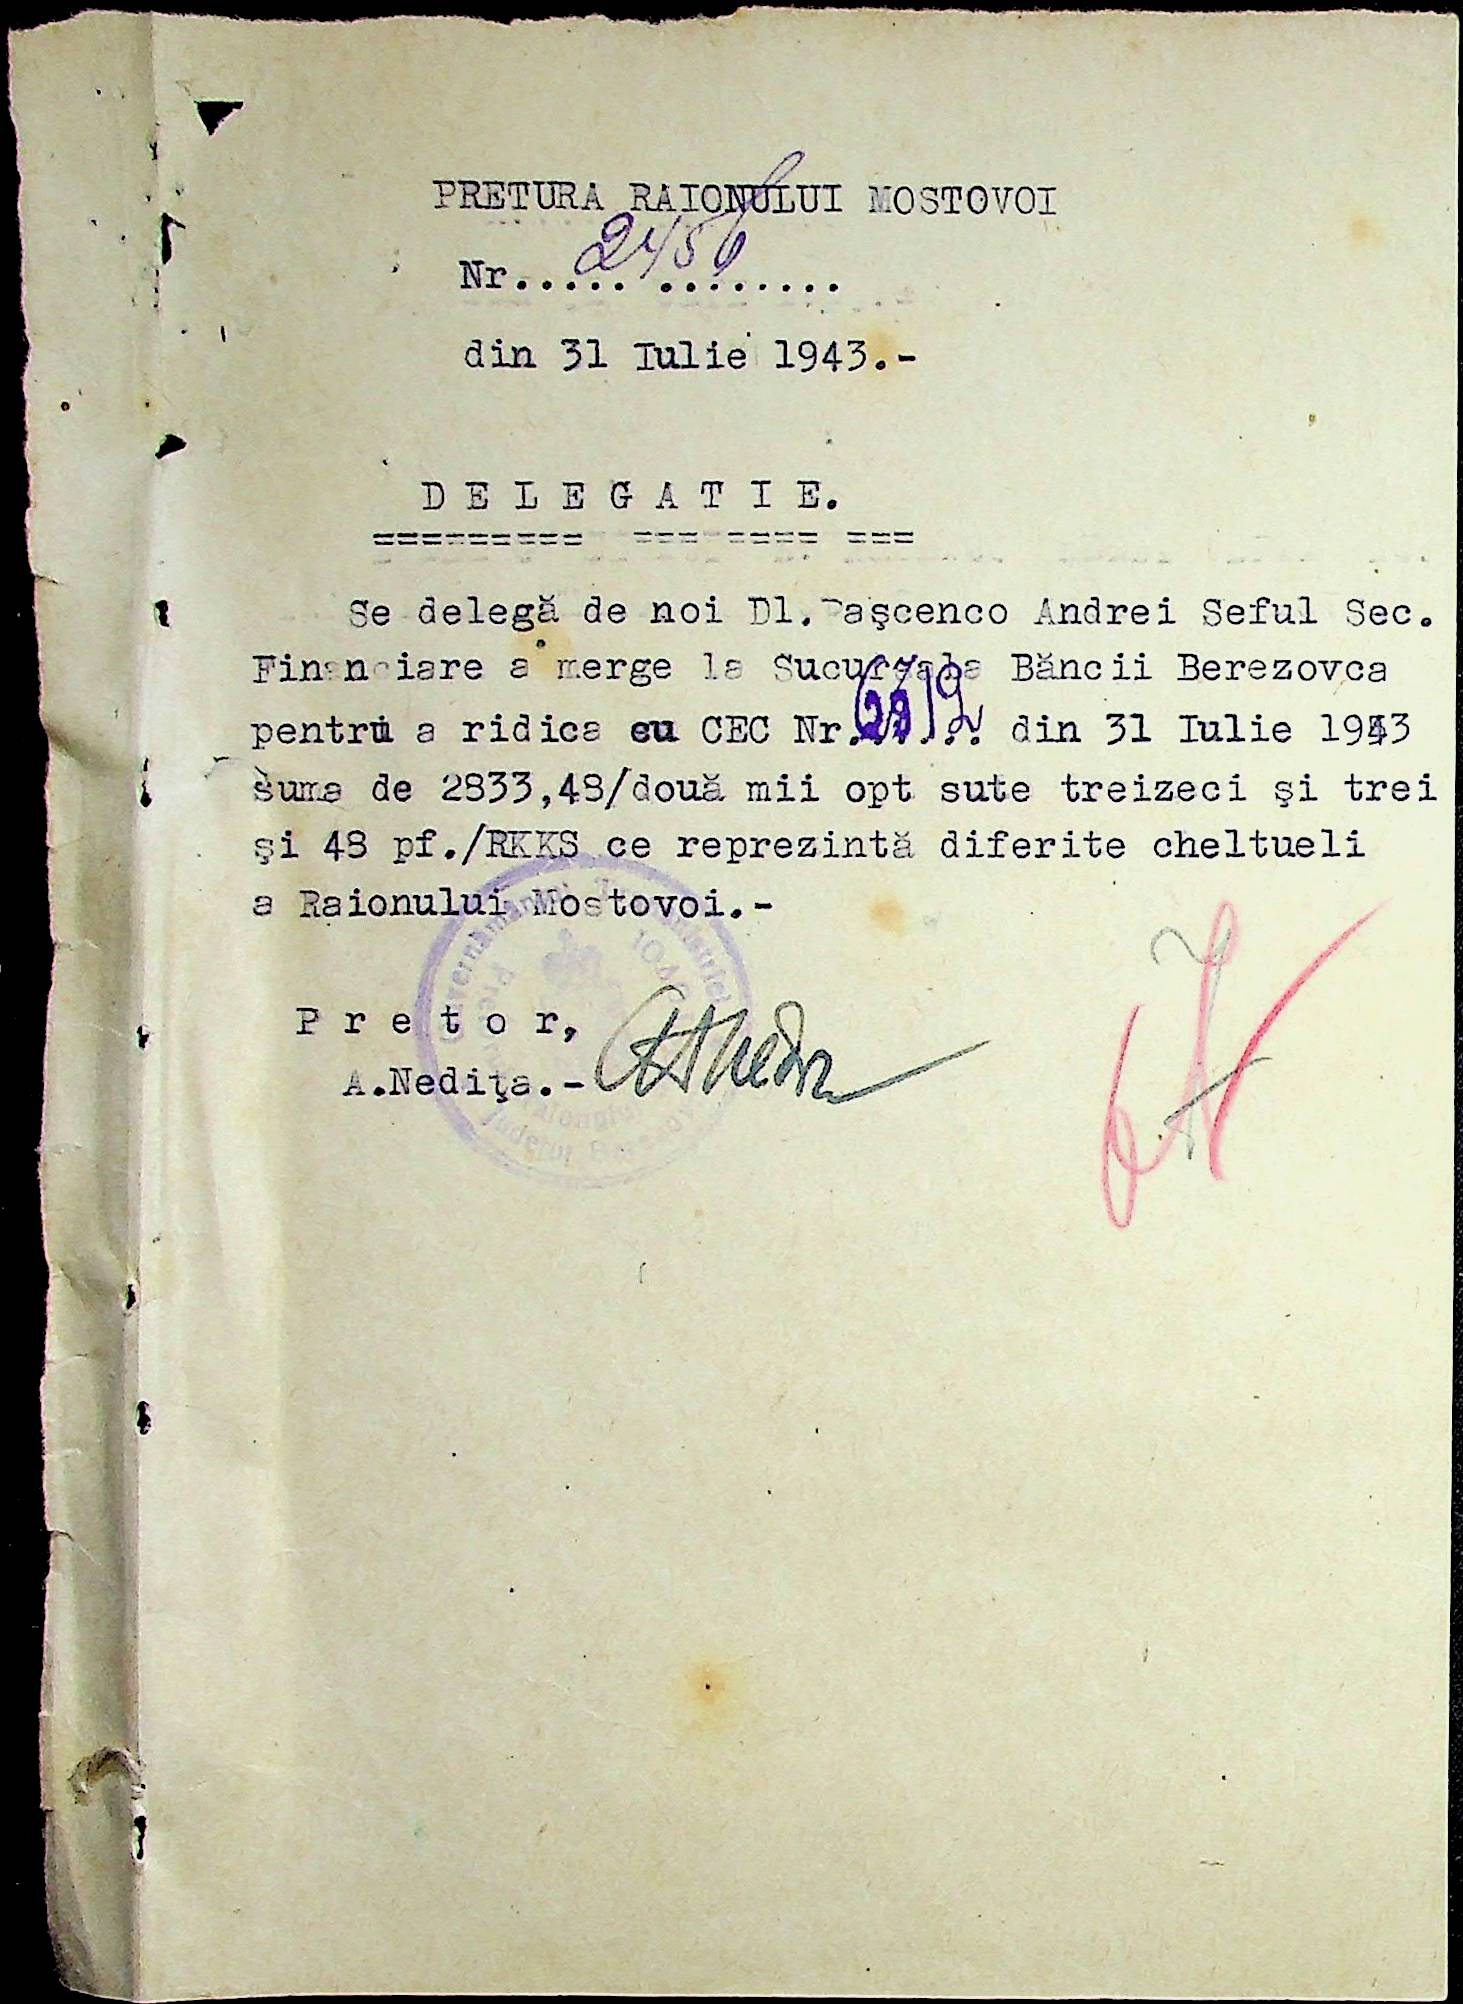 PRETURA RAIONULUI MOSTOVOI
Nr..... 2456 ........
din 31 Iulie 1943.-
D E L E G A T I E.
========= ======== ===
Se delegă de noi Dl. Paşcenco Andrei Seful Sec.
Financiare a merge la Sucursala Băncii Berezovca
pentru a ridica cu CEC Nr. din 31 Iulie 1943
suma de 2833,48/două mii opt sute treizeci şi trei
şi 48 pf./RKKS ce reprezintă diferite cheltueli
a Raionului Mostovoi.-
P r e t o r,
A.Nediţa.-